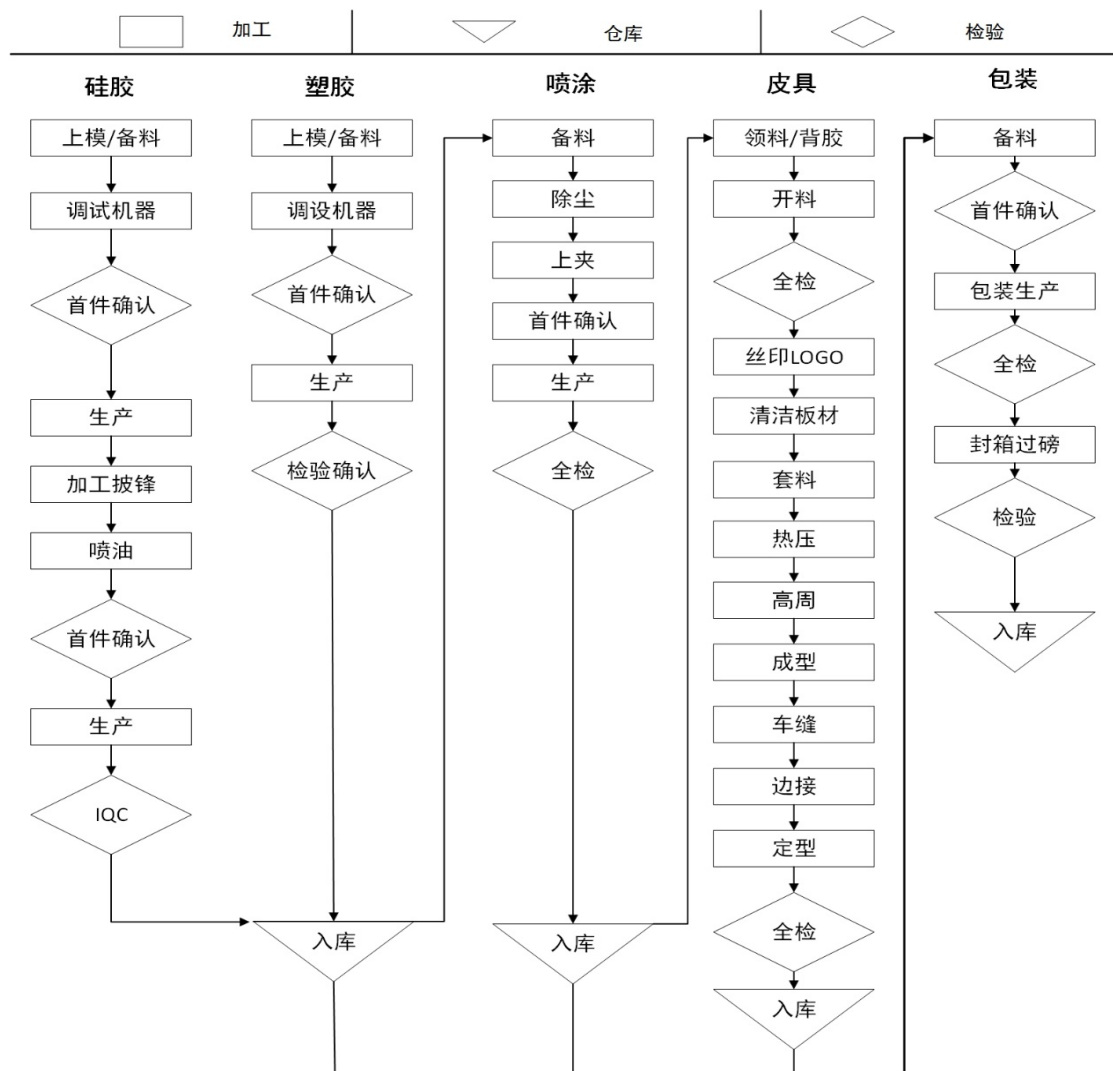 加工
仓库
检验
硅胶
塑胶
喷涂
皮具
包装
上模/备料
调试机器
首件确认
生产
加工披锋
喷油
首件确认
生产
IQC
上模/备料
调设机器
首件确认
生产
检验确认
入库
备料
除尘
上夹
首件确认
生产
全检
入库
领料/背胶
开料
全检
丝印LOGO
清洁板材
套料
热压
高周
成型
车缝
边接
定型
全检
入库
备料
首件确认
包装生产
全检
封箱过磅
检验
入库